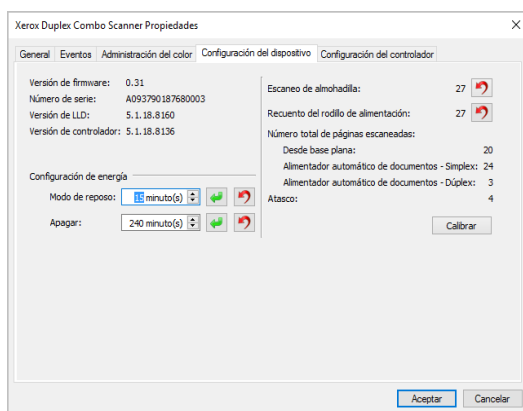 Xerox Duplex Combo Scanner Propiedades
General Eventos Administración del color Configuración del dispositivo Configuración del controlador
Versión de firmware: 0.31
Número de serie: A093790187680003
Versión de LLD: 5.1.18.8160
Versión de controlador: 5.1.18.8136
Configuración de energía
Modo de reposo: 15 minuto(s)
Apagar: 240 minuto(s)
Escaneo de almohadilla: 27
Recuento del rodillo de alimentación: 27
Número total de páginas escaneadas:
Desde base plana: 20
Alimentador automático de documentos - Simplex: 24
Alimentador automático de documentos - Dúplex: 3
Atasco: 4
Calibrar
Aceptar Cancelar